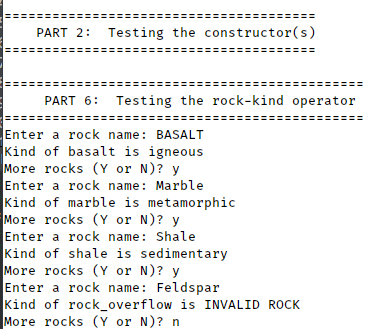 =====================================
PART 2:  Testing the constructor(s)
=====================================
===========================================
PART 6:  Testing the rock-kind operator
===========================================
Enter a rock name: BASALT
Kind of basalt is igneous
More rocks (Y or N)? y
Enter a rock name: Marble
Kind of marble is metamorphic
More rocks (Y or N)? y
Enter a rock name: Shale
Kind of shale is sedimentary
More rocks (Y or N)? y
Enter a rock name: Feldspar
Kind of rock_overflow is INVALID ROCK
More rocks (Y or N)? n